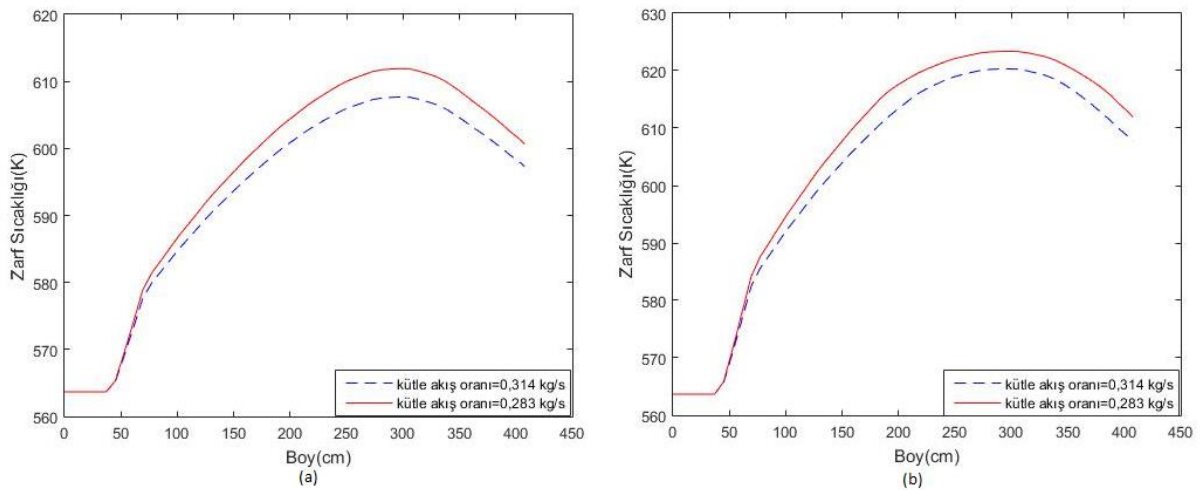 620
610
600
590
580
570
560
Zarf Sıcaklığı(K)
kütle akış oranı=0,314 kg/s
kütle akış oranı=0,283 kg/s
0 50 100 150 200 250 300 350 400 450
Boy(cm)
(a)
630
620
610
600
590
580
570
560
Zarf Sıcaklığı(K)
kütle akış oranı=0,314 kg/s
kütle akış oranı=0,283 kg/s
0 50 100 150 200 250 300 350 400 450
Boy(cm)
(b)